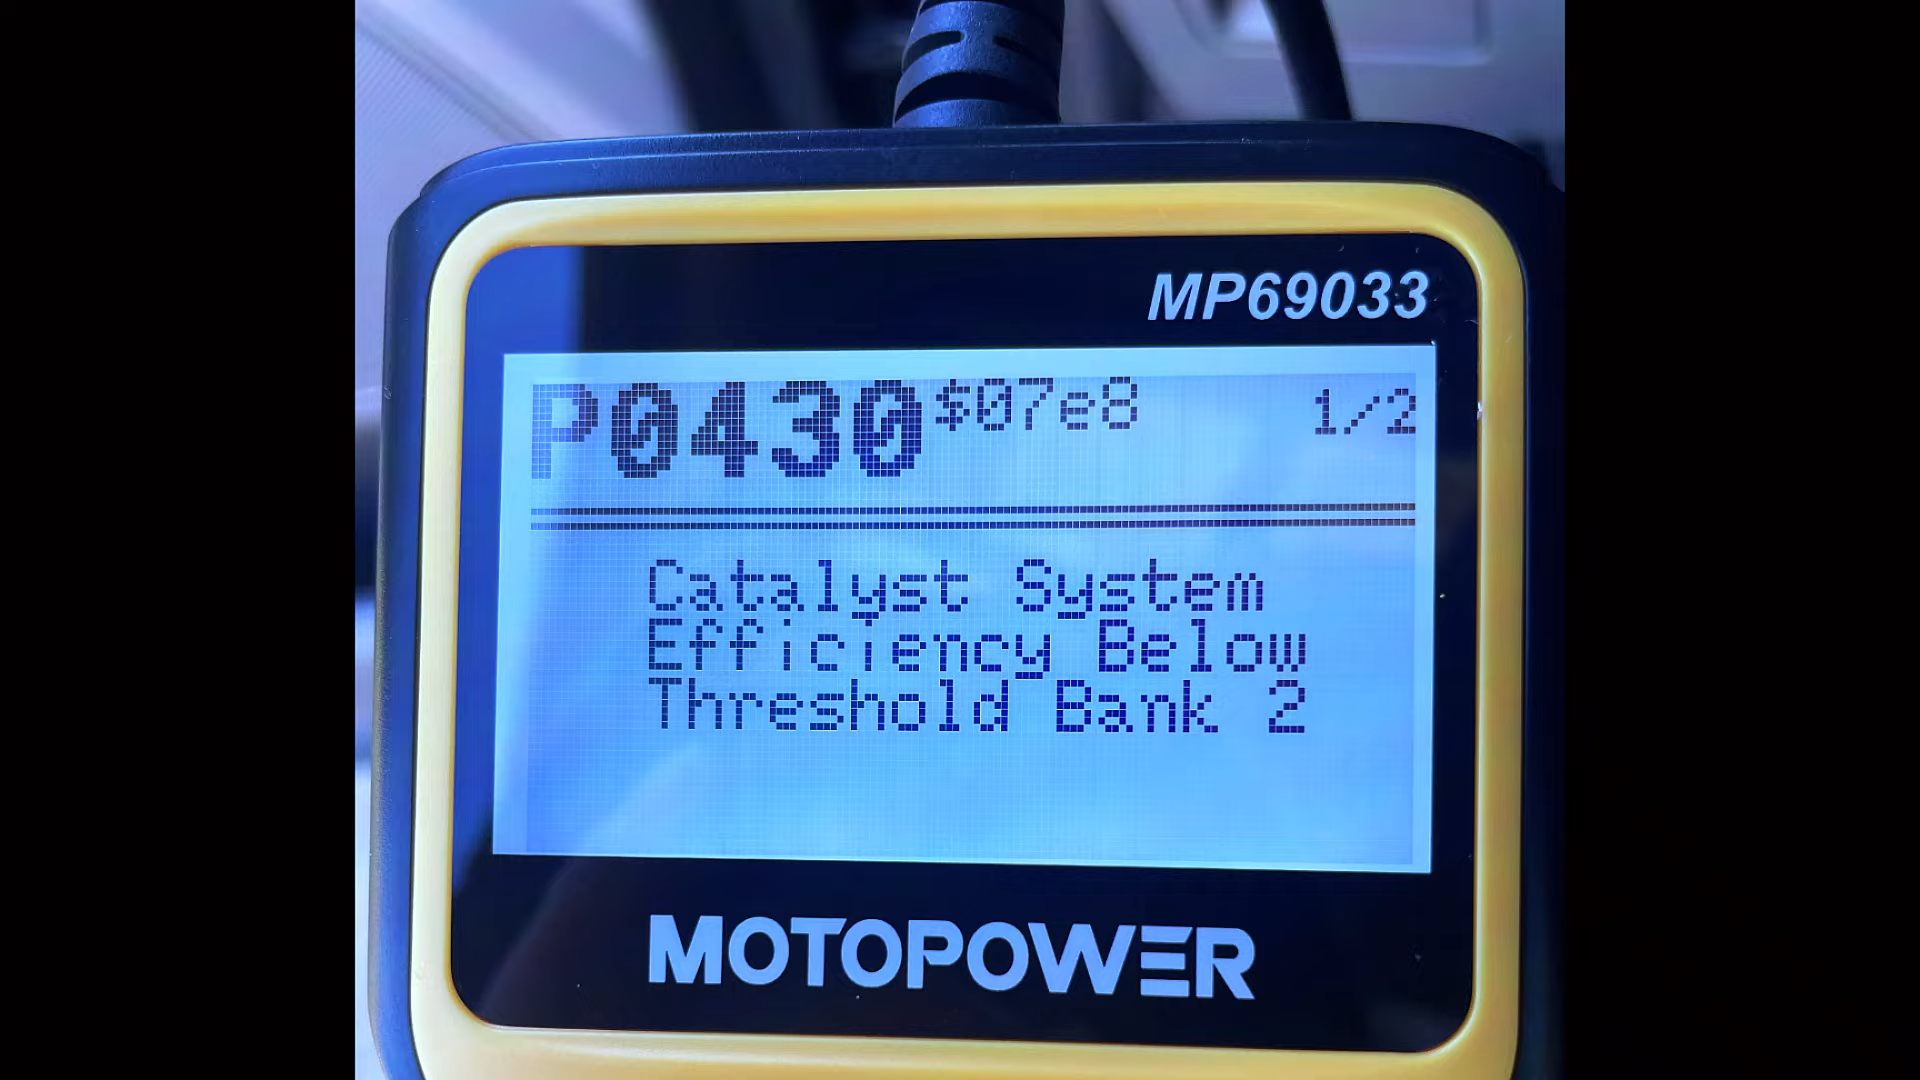 MP69033
P0430 $07e8 1/2
Catalyst System
Efficiency Below
Threshold Bank 2
MOTOPOWER